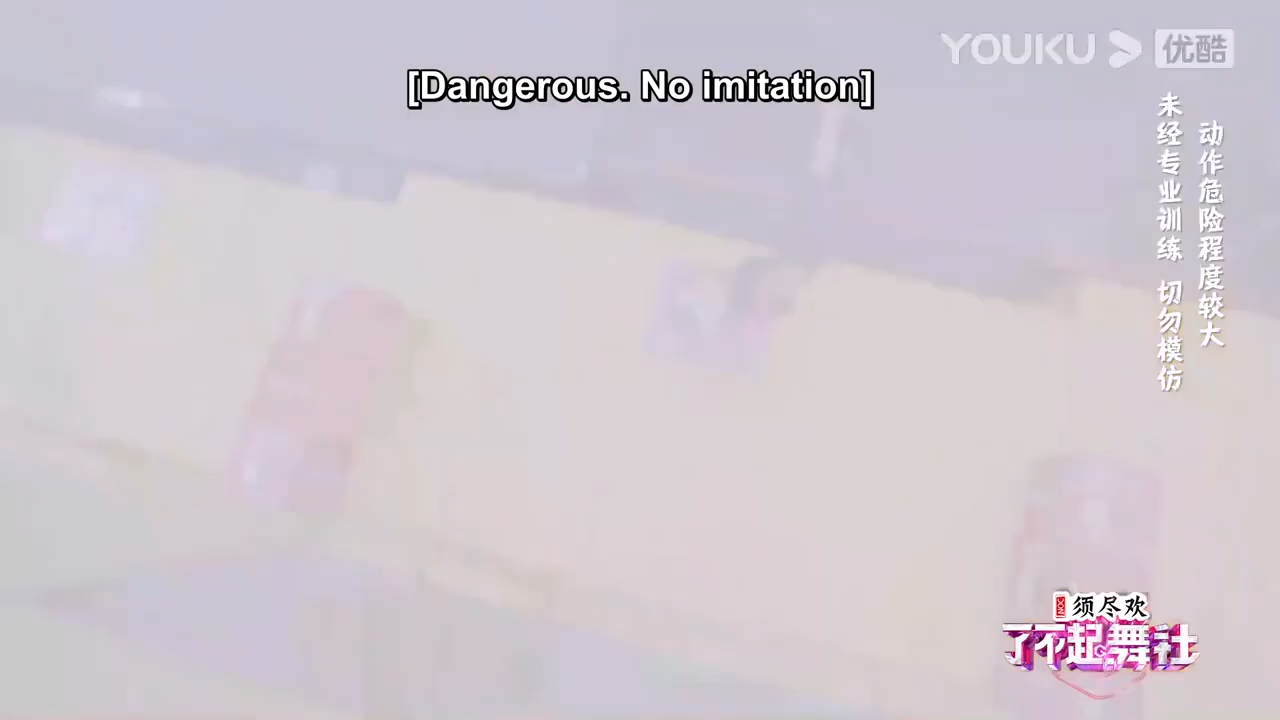 YOUKU 优酷
[Dangerous. No imitation]
动作危险程度较大
未经专业训练 切勿模仿
须尽欢
了不起舞社